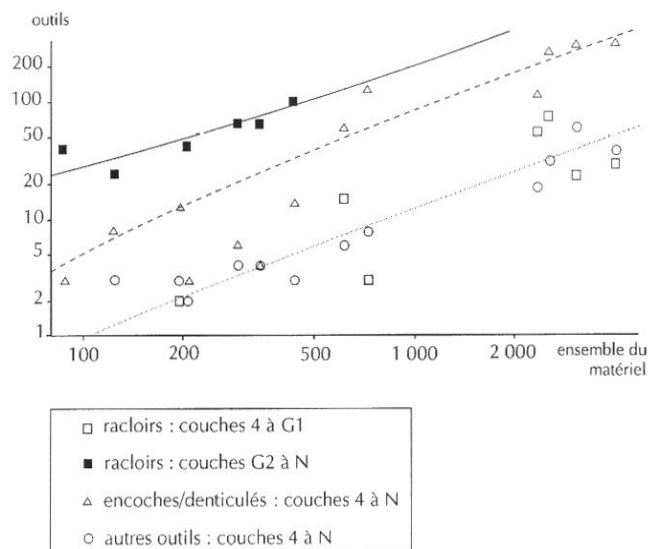 outils
200
100
50
20
10
5
2
1
100 200 500 1 000 2 000 ensemble du
matériel
racloirs : couches 4 à G1
racloirs : couches G2 à N
encoches/denticulés : couches 4 à N
autres outils : couches 4 à N